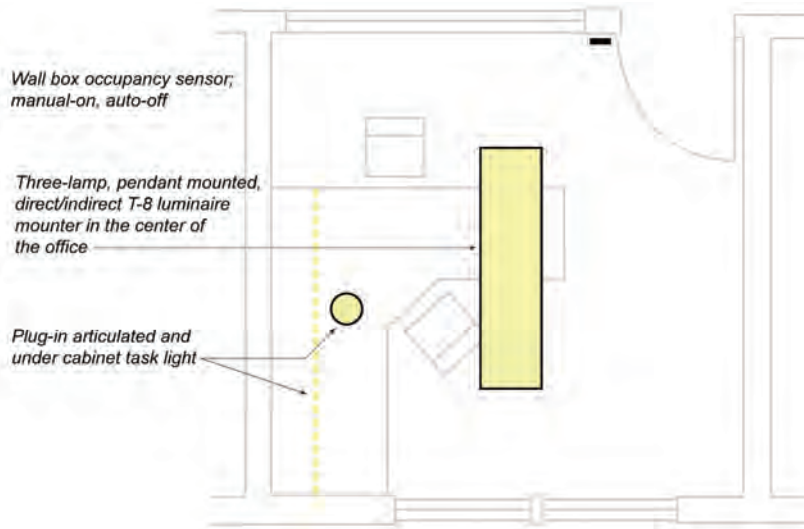 Wall box occupancy sensor;
manual-on, auto-off
Three-lamp, pendant mounted,
direct/indirect T-8 luminaire
mounter in the center of
the office
Plug-in articulated and
under cabinet task light